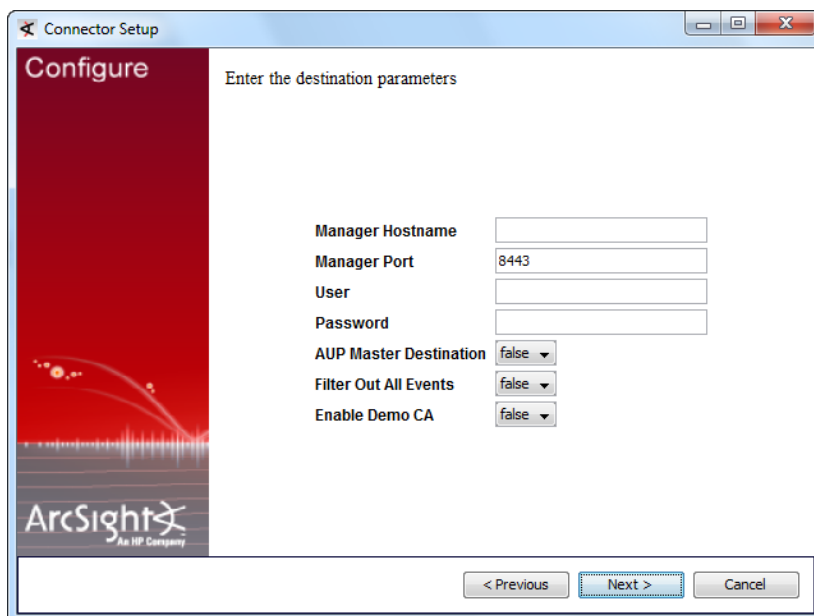 Connector Setup
Configure
Enter the destination parameters
Manager Hostname
Manager Port 8443
User
Password
AUP Master Destination false
Filter Out All Events false
Enable Demo CA false
ArcSight
An HP Company
< Previous Next > Cancel